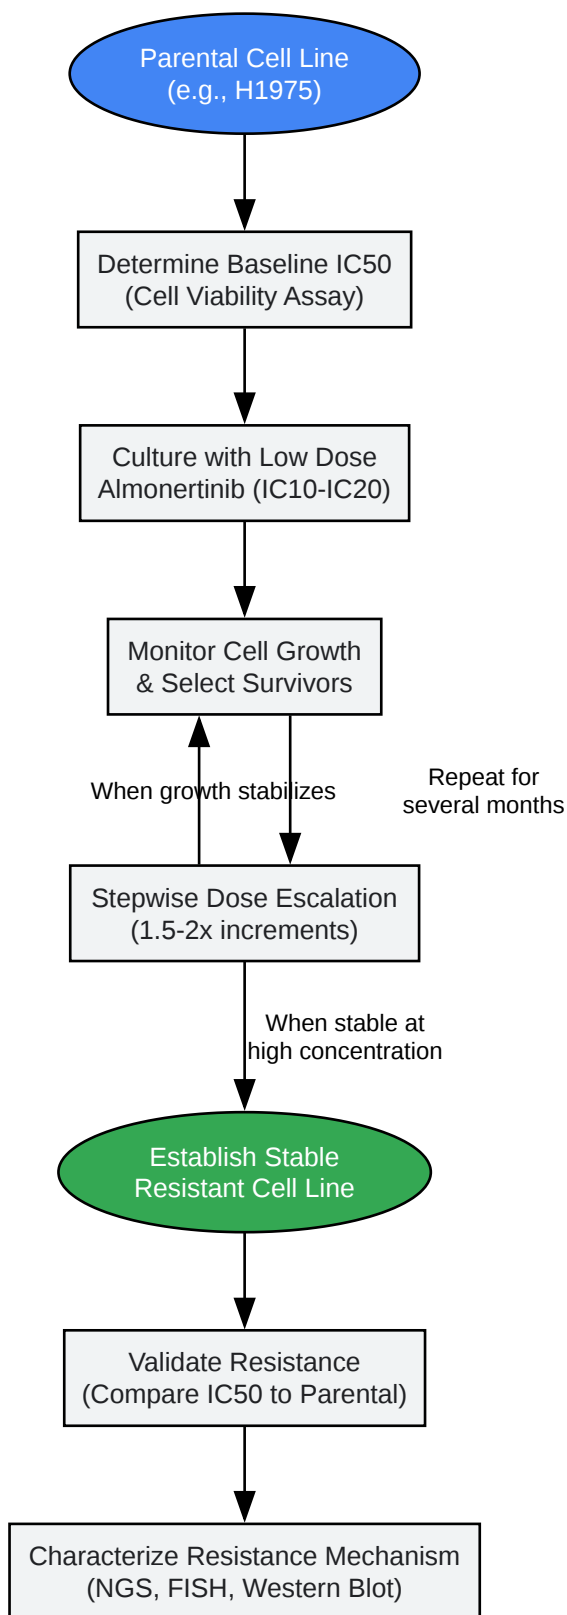 Parental Cell Line
(e.g., H1975)
Determine Baseline IC50
(Cell Viability Assay)
Culture with Low Dose
Almonertinib (IC10-IC20)
Monitor Cell Growth
& Select Survivors
When growth stabilizes
Repeat for
several months
Stepwise Dose Escalation
(1.5-2x increments)
When stable at
high concentration
Establish Stable
Resistant Cell Line
Validate Resistance
(Compare IC50 to Parental)
Characterize Resistance Mechanism
(NGS, FISH, Western Blot)